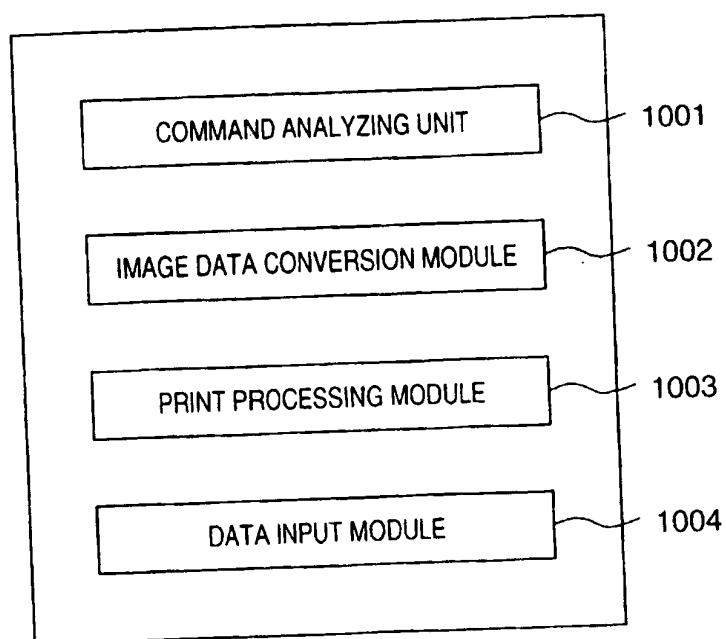 COMMAND ANALYZING UNIT 1001
IMAGE DATA CONVERSION MODULE 1002
PRINT PROCESSING MODULE 1003
DATA INPUT MODULE 1004